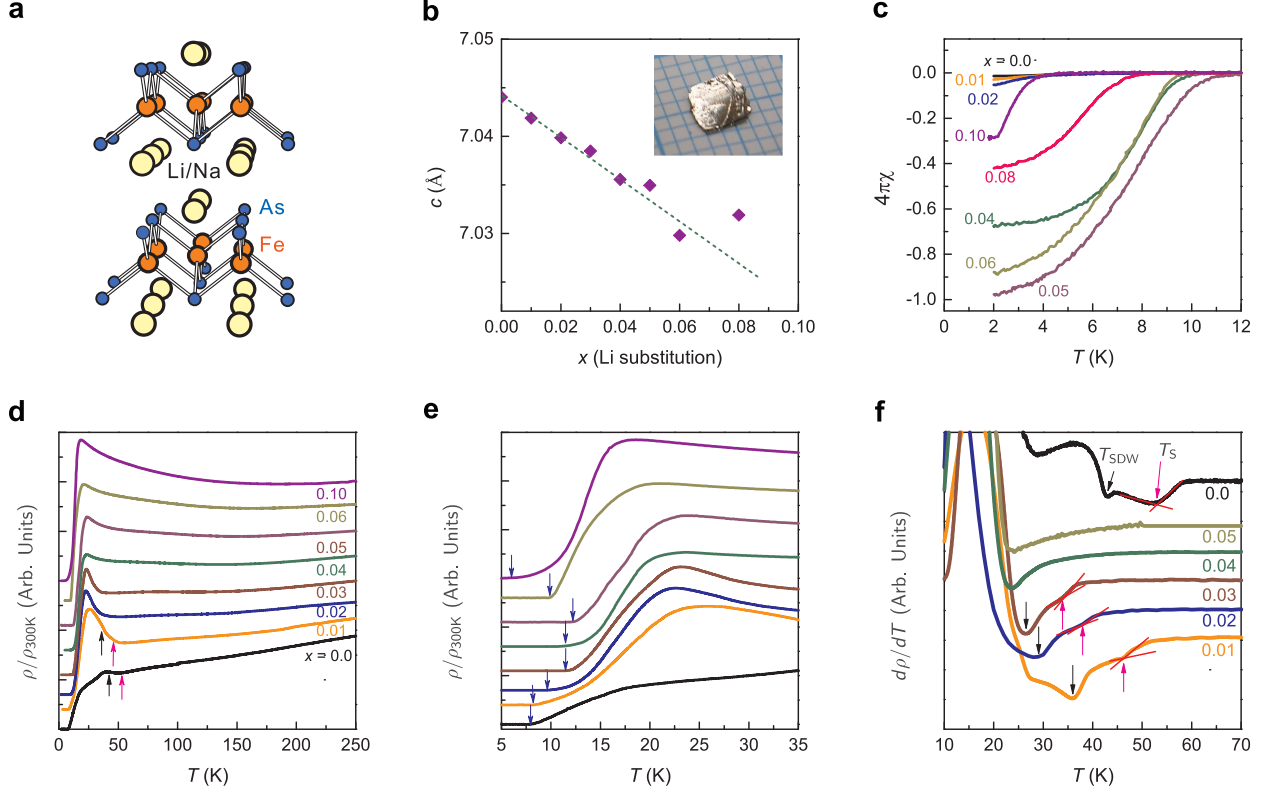 a
Li/Na
As
Fe
b
7.05
7.04
7.03
c (Å)
0.00
0.02
0.04
0.06
0.08
0.10
x (Li substitution)
c
0.0
-0.2
-0.4
-0.6
-0.8
-1.0
4πχ
x = 0.0
0.01
0.02
0.10
0.08
0.04
0.06
0.05
0
2
4
6
8
10
12
T (K)
d
ρ/ρ300K (Arb. Units)
0.10
0.06
0.05
0.04
0.03
0.02
0.01
x = 0.0
0
50
100
150
200
250
T (K)
e
ρ/ρ300K (Arb. Units)
5
10
15
20
25
30
35
T (K)
f
dρ/dT (Arb. Units)
TSDW
TS
0.0
0.05
0.04
0.03
0.02
0.01
10
20
30
40
50
60
70
T (K)